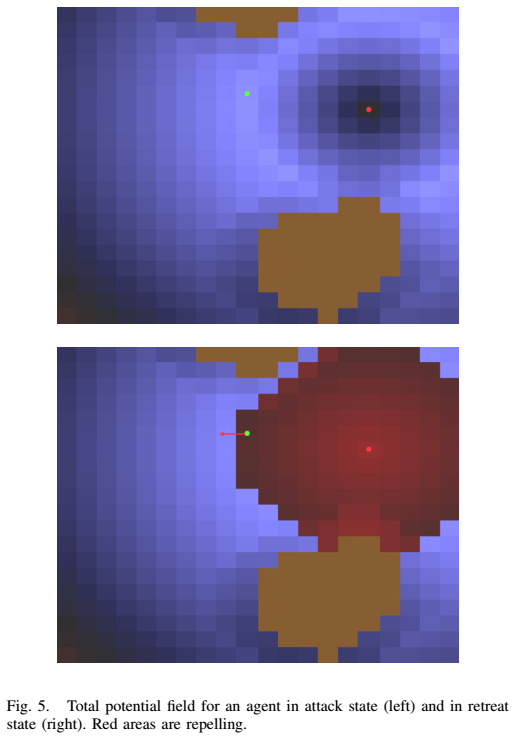 Fig. 5. Total potential field for an agent in attack state (left) and in retreat
state (right). Red areas are repelling.